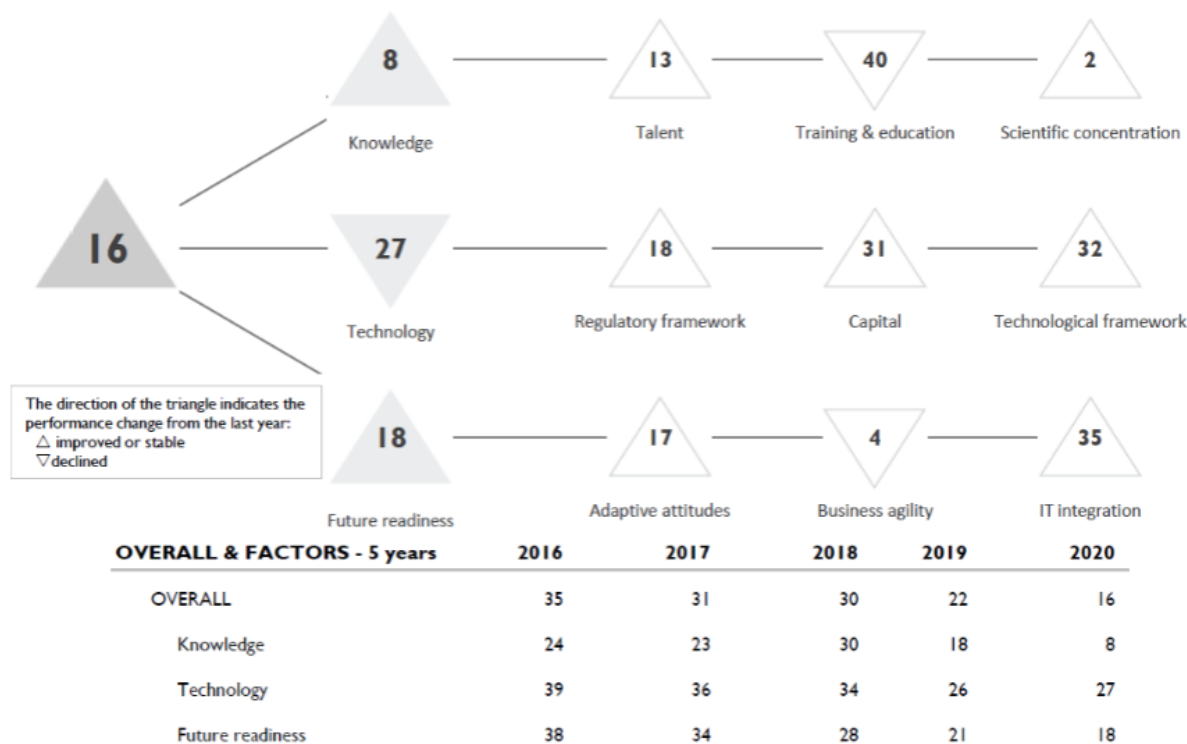 8
13
40
2
Knowledge
Talent
Training & education
Scientific concentration
16
27
18
31
32
Technology
Regulatory framework
Capital
Technological framework
The direction of the triangle indicates the
performance change from the last year:
△ improved or stable
▽declined
18
17
4
35
Future readiness
Adaptive attitudes
Business agility
IT integration
OVERALL & FACTORS - 5 years 2016 2017 2018 2019 2020
OVERALL 35 31 30 22 16
Knowledge 24 23 30 18 8
Technology 39 36 34 26 27
Future readiness 38 34 28 21 18